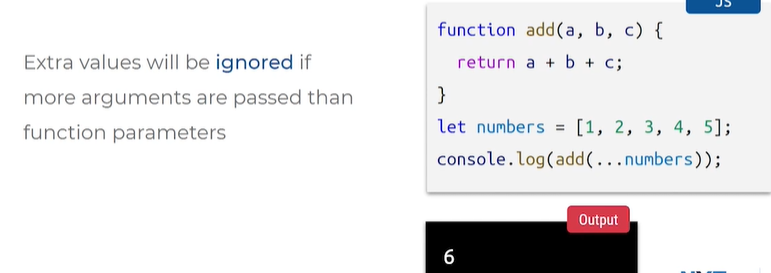 JS
Extra values will be ignored if
more arguments are passed than
function parameters
function add(a, b, c) {
  return a + b + c;
}
let numbers = [1, 2, 3, 4, 5];
console.log(add(...numbers));
Output
6